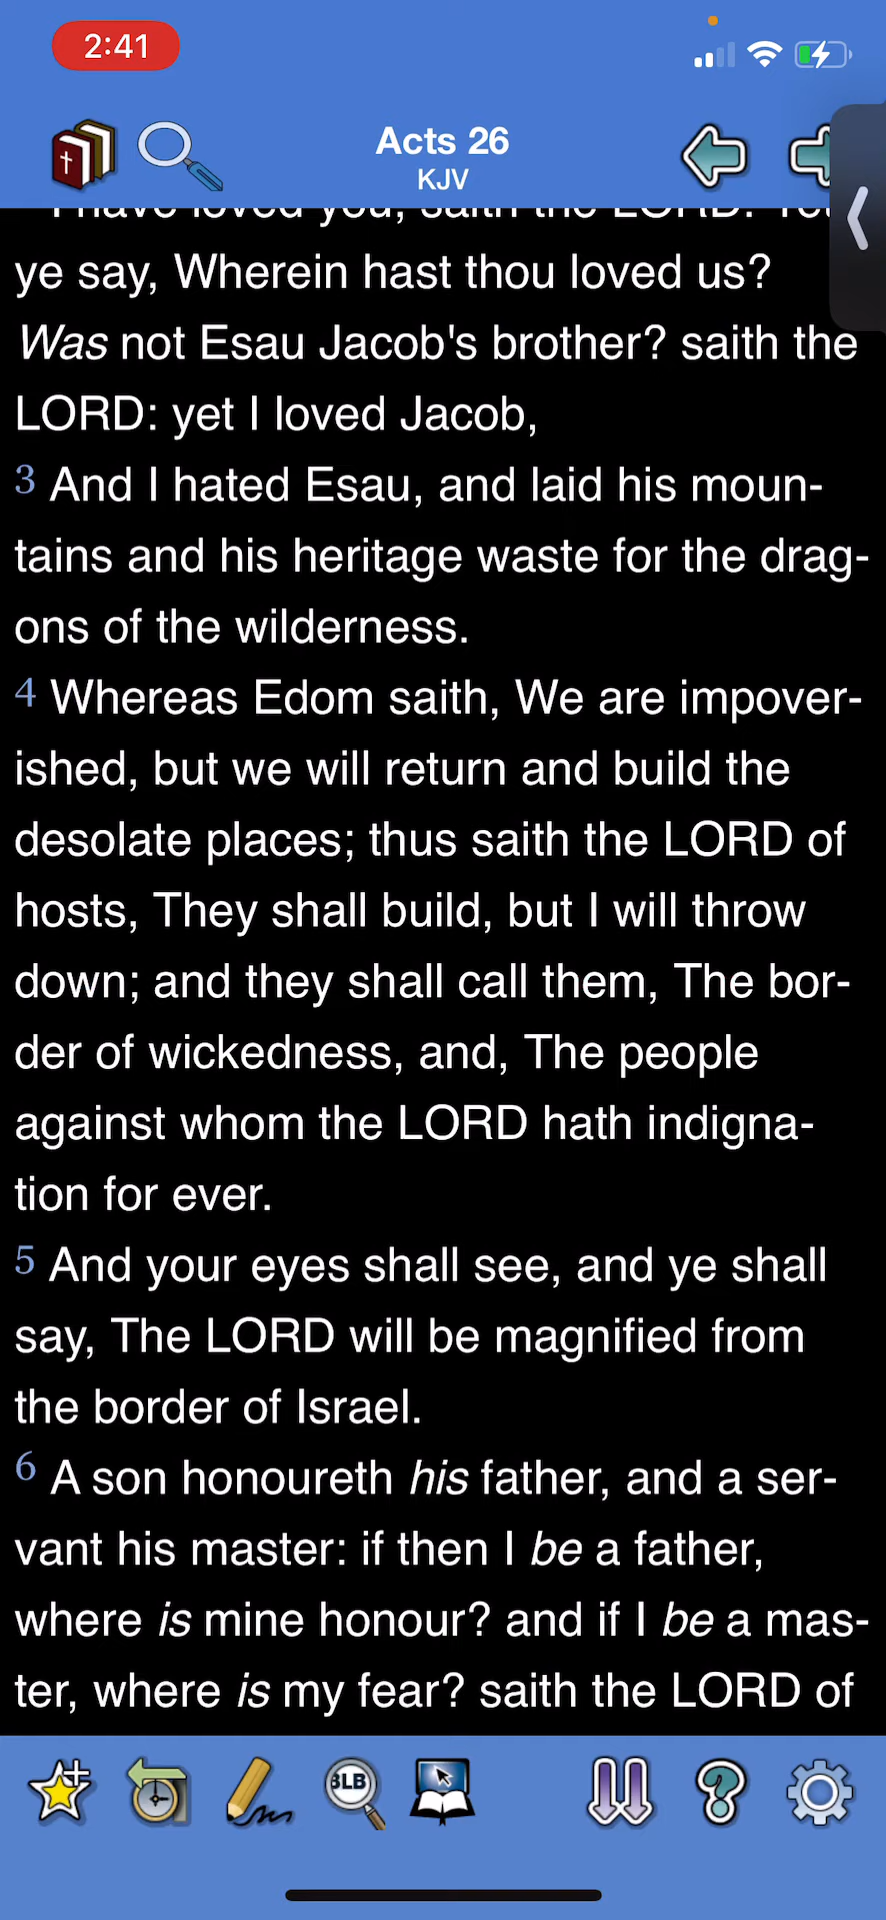 2:41
Acts 26
KJV
I have loved you, saith the LORD. Yet
ye say, Wherein hast thou loved us?
Was not Esau Jacob's brother? saith the
LORD: yet I loved Jacob,
3 And I hated Esau, and laid his moun-
tains and his heritage waste for the drag-
ons of the wilderness.
4 Whereas Edom saith, We are impover-
ished, but we will return and build the
desolate places; thus saith the LORD of
hosts, They shall build, but I will throw
down; and they shall call them, The bor-
der of wickedness, and, The people
against whom the LORD hath indigna-
tion for ever.
5 And your eyes shall see, and ye shall
say, The LORD will be magnified from
the border of Israel.
6 A son honoureth his father, and a ser-
vant his master: if then I be a father,
where is mine honour? and if I be a mas-
ter, where is my fear? saith the LORD of
BLB